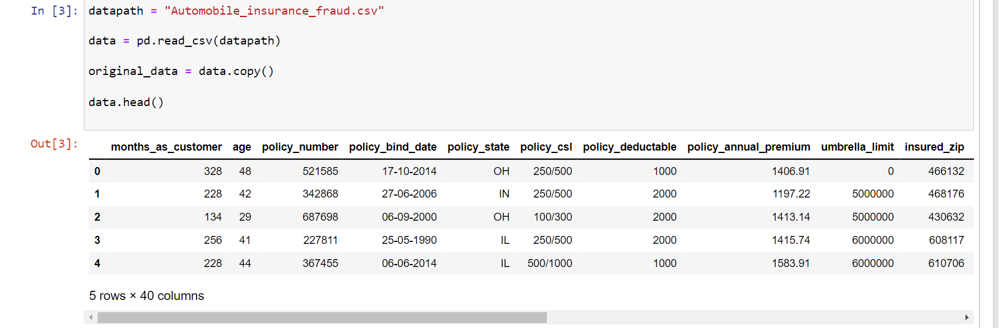 In [3]: datapath = "Automobile_insurance_fraud.csv"
data = pd.read_csv(datapath)
original_data = data.copy()
data.head()
Out[3]:
months_as_customer age policy_number policy_bind_date policy_state policy_csl policy_deductable policy_annual_premium umbrella_limit insured_zip
0 328 48 521585 17-10-2014 OH 250/500 1000 1406.91 0 466132
1 228 42 342868 27-06-2006 IN 250/500 2000 1197.22 5000000 468176
2 134 29 687698 06-09-2000 OH 100/300 2000 1413.14 5000000 430632
3 256 41 227811 25-05-1990 IL 250/500 2000 1415.74 6000000 608117
4 228 44 367455 06-06-2014 IL 500/1000 1000 1583.91 6000000 610706
5 rows × 40 columns